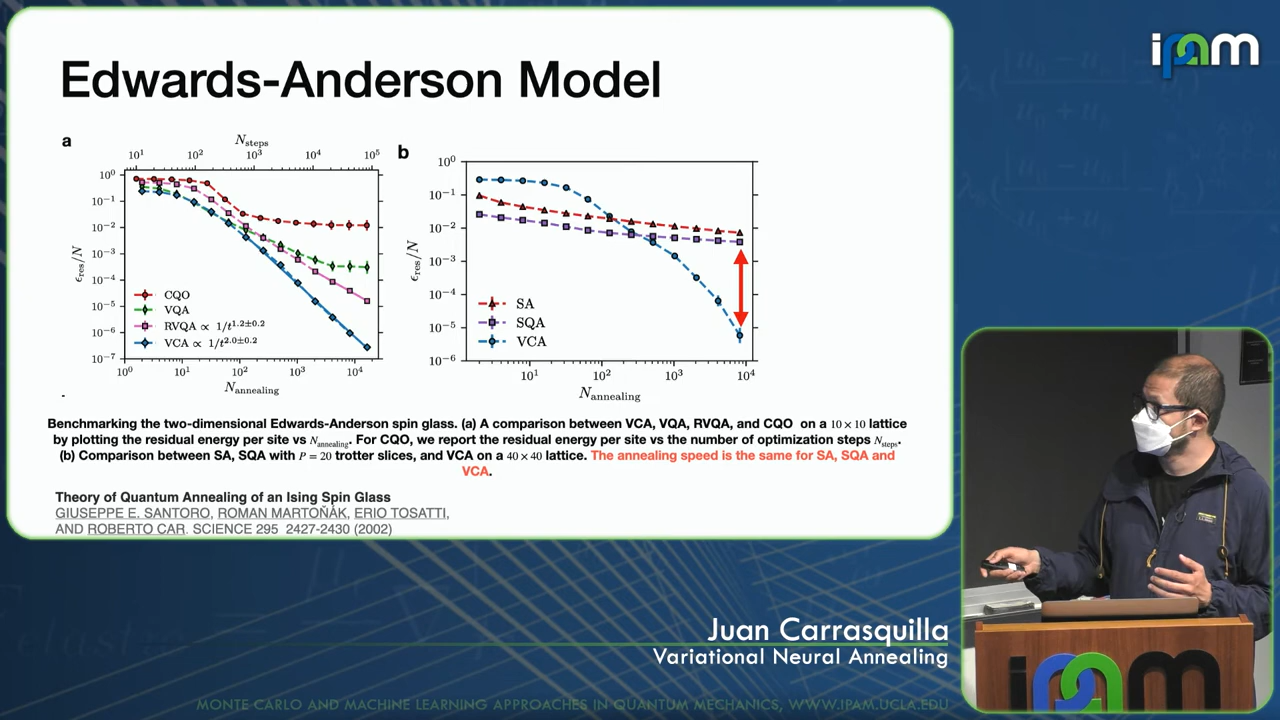 Edwards-Anderson Model
ipam
a
N_steps
10^1 10^2 10^3 10^4 10^5
10^0
10^-1
10^-2
10^-3
10^-4
10^-5
10^-6
10^-7
ϵ_res/N
CQO
VQA
RVQA ∝ 1/t^1.2±0.2
VCA ∝ 1/t^2.0±0.2
10^0 10^1 10^2 10^3 10^4
N_annealing
b
10^0
10^-1
10^-2
10^-3
10^-4
10^-5
10^-6
ϵ_res/N
SA
SQA
VCA
10^1 10^2 10^3 10^4
N_annealing
Benchmarking the two-dimensional Edwards-Anderson spin glass. (a) A comparison between VCA, VQA, RVQA, and CQO on a 10 × 10 lattice
by plotting the residual energy per site vs N_annealing. For CQO, we report the residual energy per site vs the number of optimization steps N_steps.
(b) Comparison between SA, SQA with P = 20 trotter slices, and VCA on a 40 × 40 lattice. The annealing speed is the same for SA, SQA and
VCA.
Theory of Quantum Annealing of an Ising Spin Glass
GIUSEPPE E. SANTORO, ROMAN MARTOŇÁK, ERIO TOSATTI,
AND ROBERTO CAR. SCIENCE 295 2427-2430 (2002)
Juan Carrasquilla
Variational Neural Annealing
ipam
MONTE CARLO AND MACHINE LEARNING APPROACHES IN QUANTUM MECHANICS, WWW.IPAM.UCLA.EDU